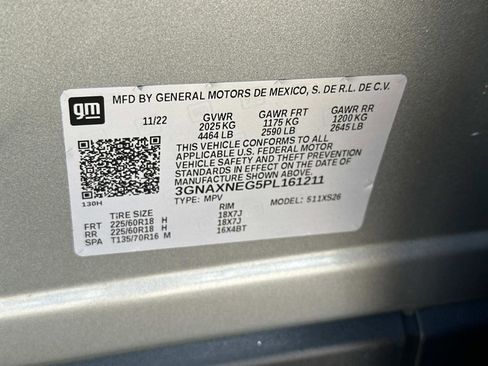 gm
MFD BY GENERAL MOTORS DE MEXICO, S. DE R.L. DE C.V.
11/22 GVWR GAWR FRT GAWR RR
2025 KG 1175 KG 1200 KG
4464 LB 2590 LB 2645 LB
THIS VEHICLE CONFORMS TO ALL
APPLICABLE U.S. FEDERAL MOTOR
VEHICLE SAFETY AND THEFT PREVENTION
STANDARDS IN EFFECT ON THE DATE OF
MANUFACTURE SHOWN ABOVE.
3GNAXNEG5PL161211
130H
TYPE: MPV MODEL: 511XS26
TIRE SIZE RIM
FRT 225/60R18 H 18X7J
RR 225/60R18 H 18X7J
SPA T135/70R16 M 16X4BT